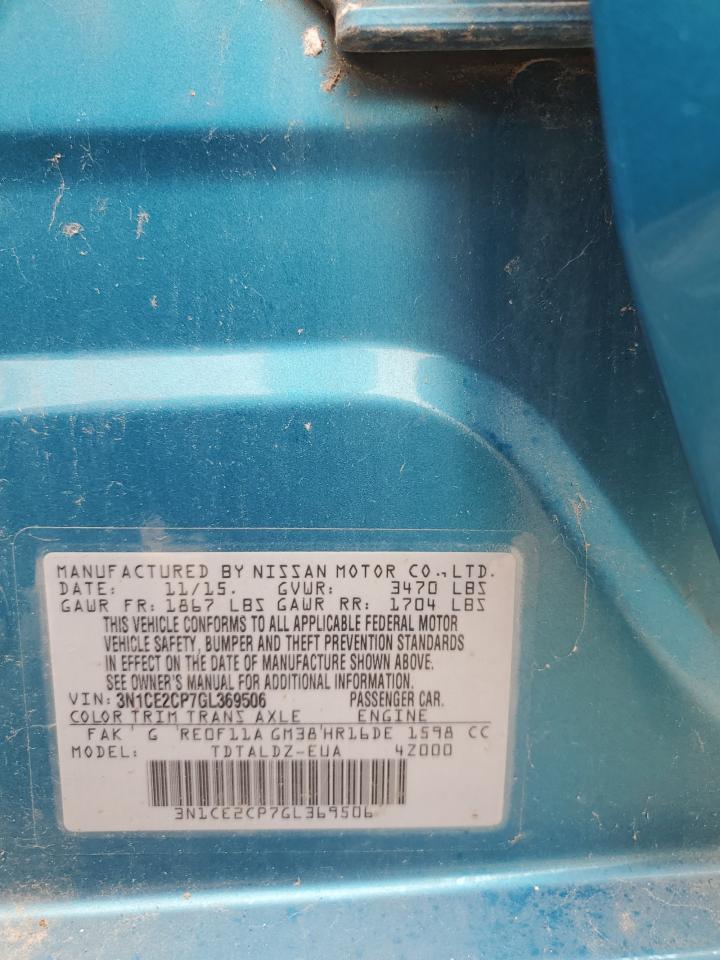 MANUFACTURED BY NISSAN MOTOR CO., LTD.
DATE: 11/15. GVWR: 3470 LBS
GAWR FR: 1867 LBS GAWR RR: 1704 LBS
THIS VEHICLE CONFORMS TO ALL APPLICABLE FEDERAL MOTOR
VEHICLE SAFETY, BUMPER AND THEFT PREVENTION STANDARDS
IN EFFECT ON THE DATE OF MANUFACTURE SHOWN ABOVE.
SEE OWNER'S MANUAL FOR ADDITIONAL INFORMATION.
VIN: 3N1CE2CP7GL369506 PASSENGER CAR.
COLOR TRIM TRANS AXLE ENGINE
FAK G RE0F11A GM38 HR16DE 1598 CC
MODEL: TDTALDZ-EUA 4Z000
3N1CE2CP7GL369506